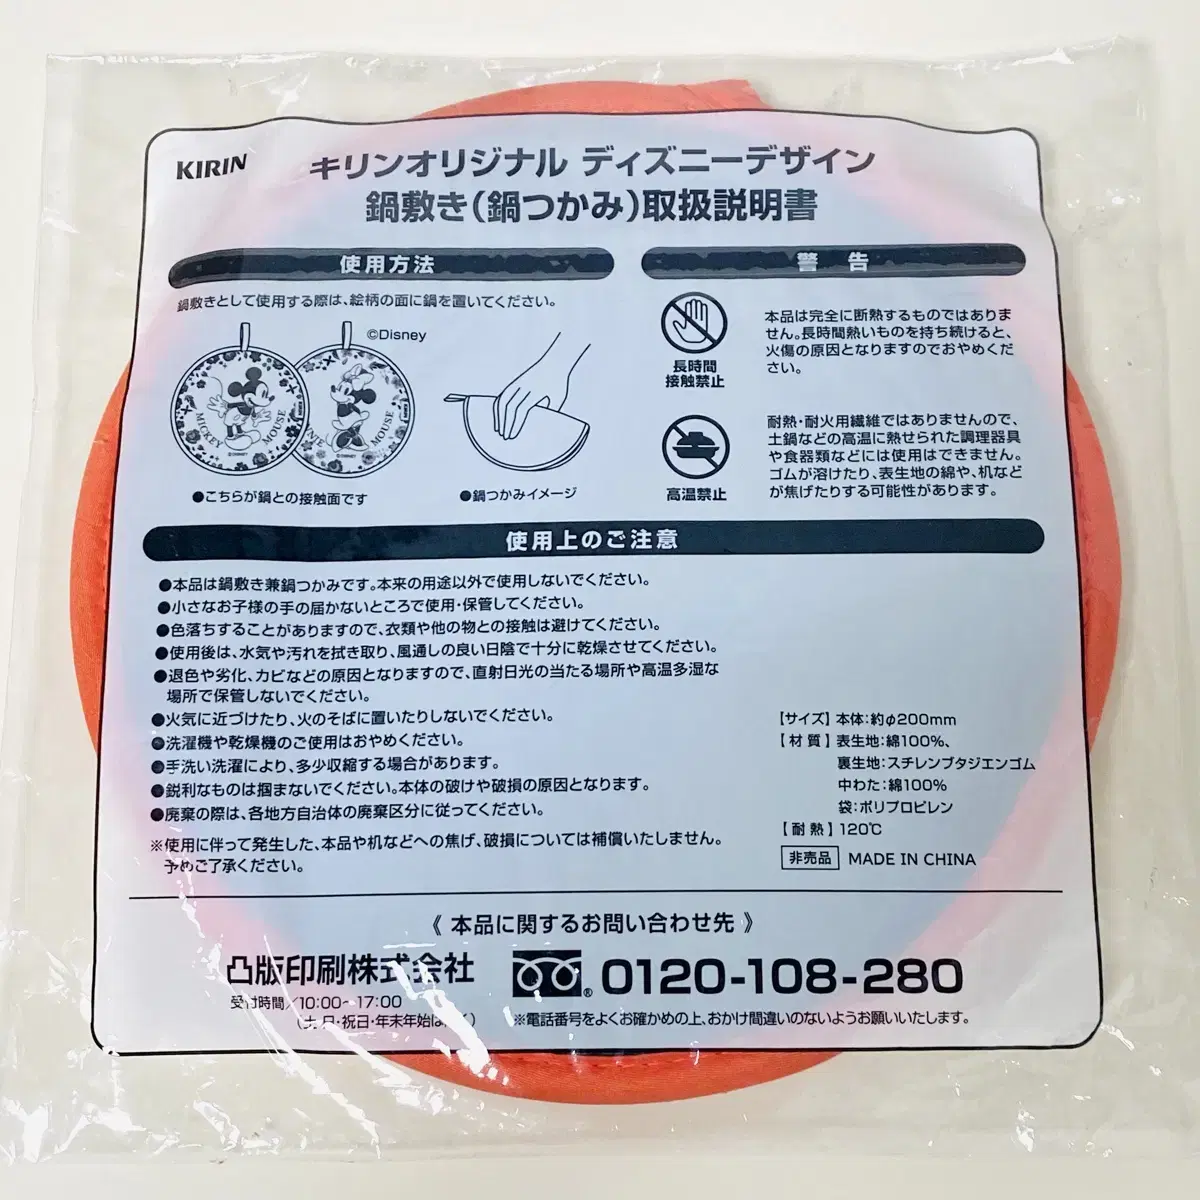 KIRIN
キリンオリジナル ディズニーデザイン
鍋敷き(鍋つかみ)取扱説明書
使用方法
鍋敷きとして使用する際は、絵柄の面に鍋を置いてください。
©Disney
MICKEY
MOUSE
©DISNEY
MOUSE
©DISNEY
●こちらが鍋との接触面です
●鍋つかみイメージ
警告
長時間
接触禁止
本品は完全に断熱するものではありま
せん。長時間熱いものを持ち続けると、
火傷の原因となりますのでおやめくだ
さい。
高温禁止
耐熱・耐火用繊維ではありませんので、
土鍋などの高温に熱せられた調理器具
や食器類などには使用はできません。
ゴムが溶けたり、表生地の綿や、机など
が焦げたりする可能性があります。
使用上のご注意
●本品は鍋敷き兼鍋つかみです。本来の用途以外で使用しないでください。
●小さなお子様の手の届かないところで使用・保管してください。
●色落ちすることがありますので、衣類や他の物との接触は避けてください。
●使用後は、水気や汚れを拭き取り、風通しの良い日陰で十分に乾燥させてください。
●退色や劣化、カビなどの原因となりますので、直射日光の当たる場所や高温多湿な
場所で保管しないでください。
●火気に近づけたり、火のそばに置いたりしないでください。
●洗濯機や乾燥機のご使用はおやめください。
●手洗い洗濯により、多少収縮する場合があります。
●鋭利なものは掴まないでください。本体の破けや破損の原因となります。
●廃棄の際は、各地方自治体の廃棄区分に従ってください。
※使用に伴って発生した、本品や机などへの焦げ、破損については補償いたしません。
予めご了承ください。
【サイズ】本体:約φ200mm
【材質】表生地:綿100%、
裏生地:スチレンブタジエンゴム
中わた:綿100%
袋:ポリプロピレン
【耐熱】120℃
非売品 MADE IN CHINA
《 本品に関するお問い合わせ先 》
凸版印刷株式会社
受付時間/10:00~17:00
(土・日・祝日・年末年始は
0120-108-280
※電話番号をよくお確かめの上、おかけ間違いのないようお願いいたします。